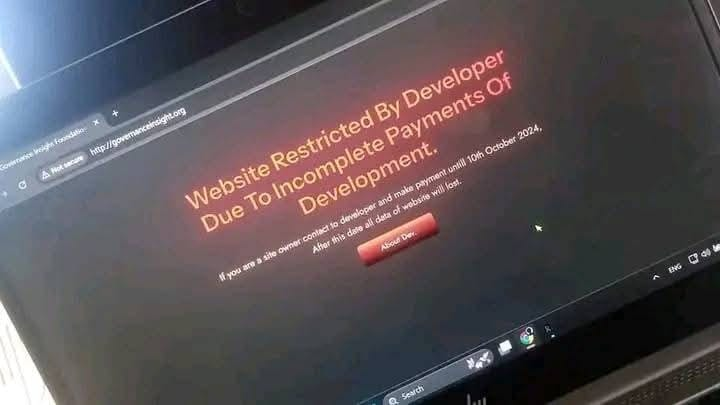 Governance Insight Foundation
Not secure
http://governanceinsight.org
Website Restricted By Developer
Due To Incomplete Payments Of
Development.
If you are a site owner contact to developer and make payment untill 10th October 2024,
After this date all data of website will lost.
About Dev.
ENG
Search
hp